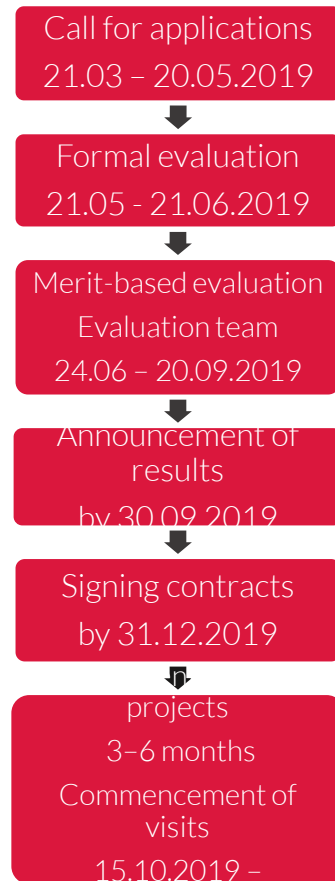 Call for applications
21.03 – 20.05.2019
Formal evaluation
21.05 - 21.06.2019
Merit-based evaluation
Evaluation team
24.06 – 20.09.2019
Announcement of
results
by 30.09.2019
Signing contracts
by 31.12.2019
n
projects
3–6 months
Commencement of
visits
15.10.2019 –